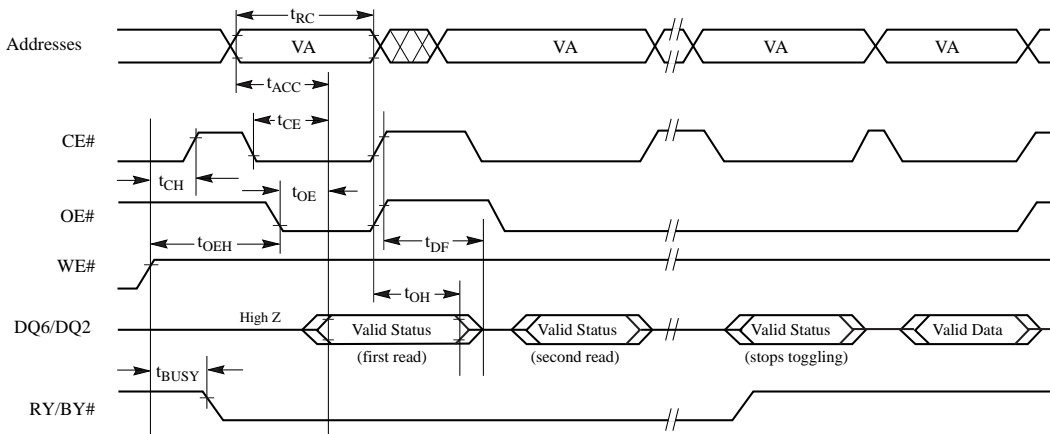 tRC
Addresses VA VA VA VA
tACC
tCE
CE#
tCH tOE
OE#
tOEH tDF
WE#
tOH
High Z
DQ6/DQ2 Valid Status Valid Status Valid Status Valid Data
(first read) (second read) (stops toggling)
tBUSY
RY/BY#